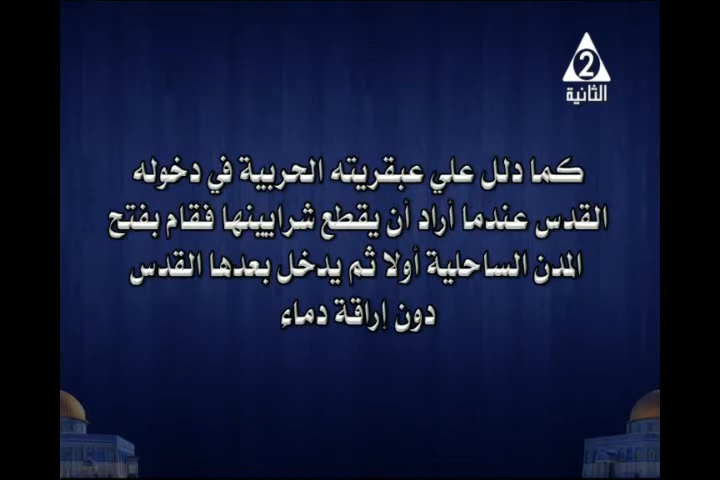 2
الثانية
كما دلل علي عبقريته الحربية في دخوله
القدس عندما أراد أن يقطع شرايينها فقام بفتح
المدن الساحلية أولا ثم يدخل بعدها القدس
دون إراقة دماء